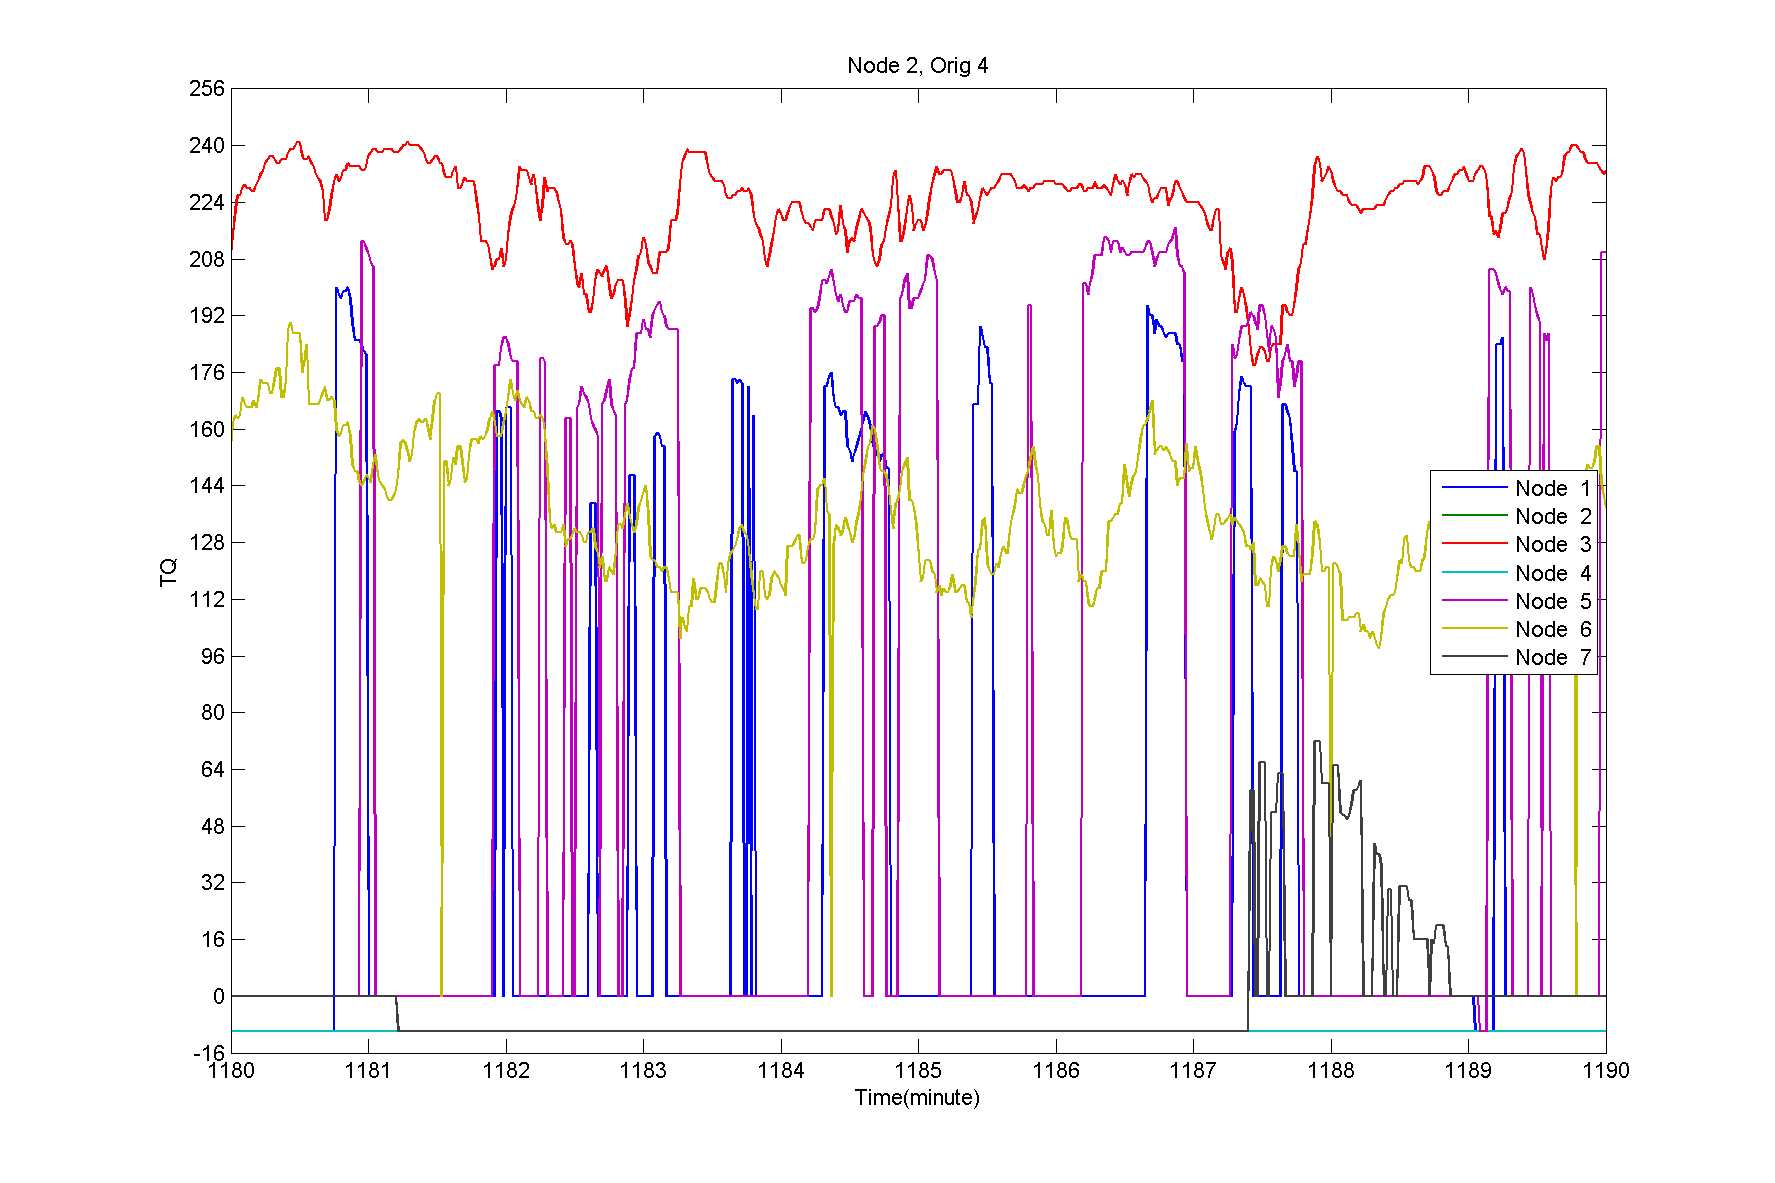 Node 2, Orig 4
256
240
224
208
192
176
160
144
128
112
96
80
64
48
32
16
0
-16
TQ
Node 1
Node 2
Node 3
Node 4
Node 5
Node 6
Node 7
1180 1181 1182 1183 1184 1185 1186 1187 1188 1189 1190
Time(minute)